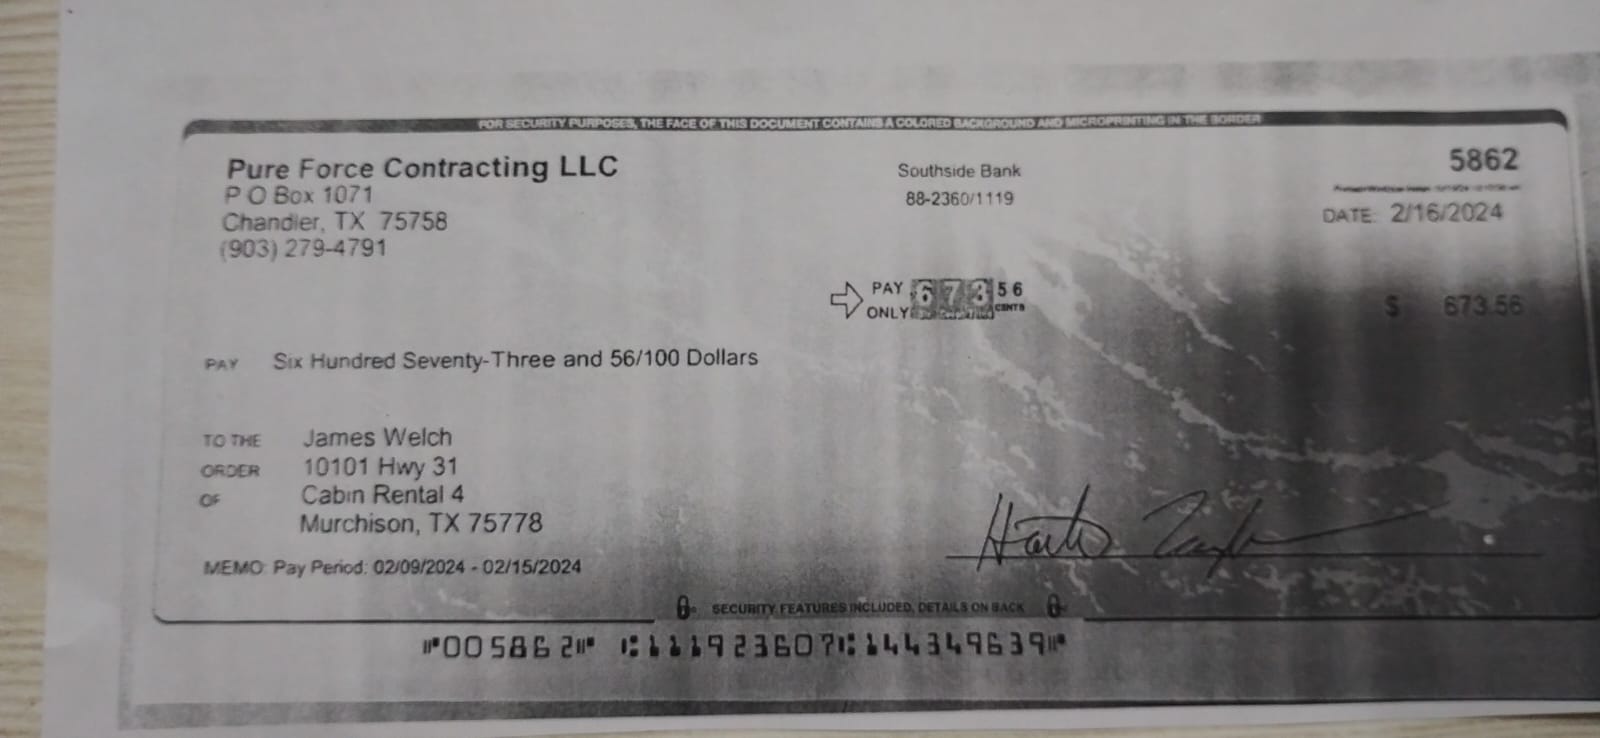 FOR SECURITY PURPOSES, THE FACE OF THIS DOCUMENT CONTAINS A COLORED BACKGROUND AND MICROPRINTING IN THE BORDER
Pure Force Contracting LLC
P O Box 1071
Chandler, TX 75758
(903) 279-4791
Southside Bank
88-2360/1119
5862
DATE: 2/16/2024
PAY ONLY 673 56 CENTS
$ 673.56
PAY Six Hundred Seventy-Three and 56/100 Dollars
TO THE James Welch
ORDER 10101 Hwy 31
OF Cabin Rental 4
Murchison, TX 75778
MEMO: Pay Period: 02/09/2024 - 02/15/2024
SECURITY FEATURES INCLUDED, DETAILS ON BACK
⑈005862⑈ ⑆111923607⑆144349639⑈